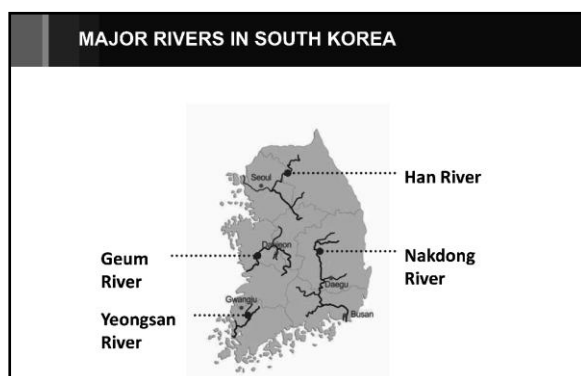 MAJOR RIVERS IN SOUTH KOREA
Seoul
Han River
Geum
River
Daejeon
Nakdong
River
Daegu
Gwangju
Yeongsan
River
Busan